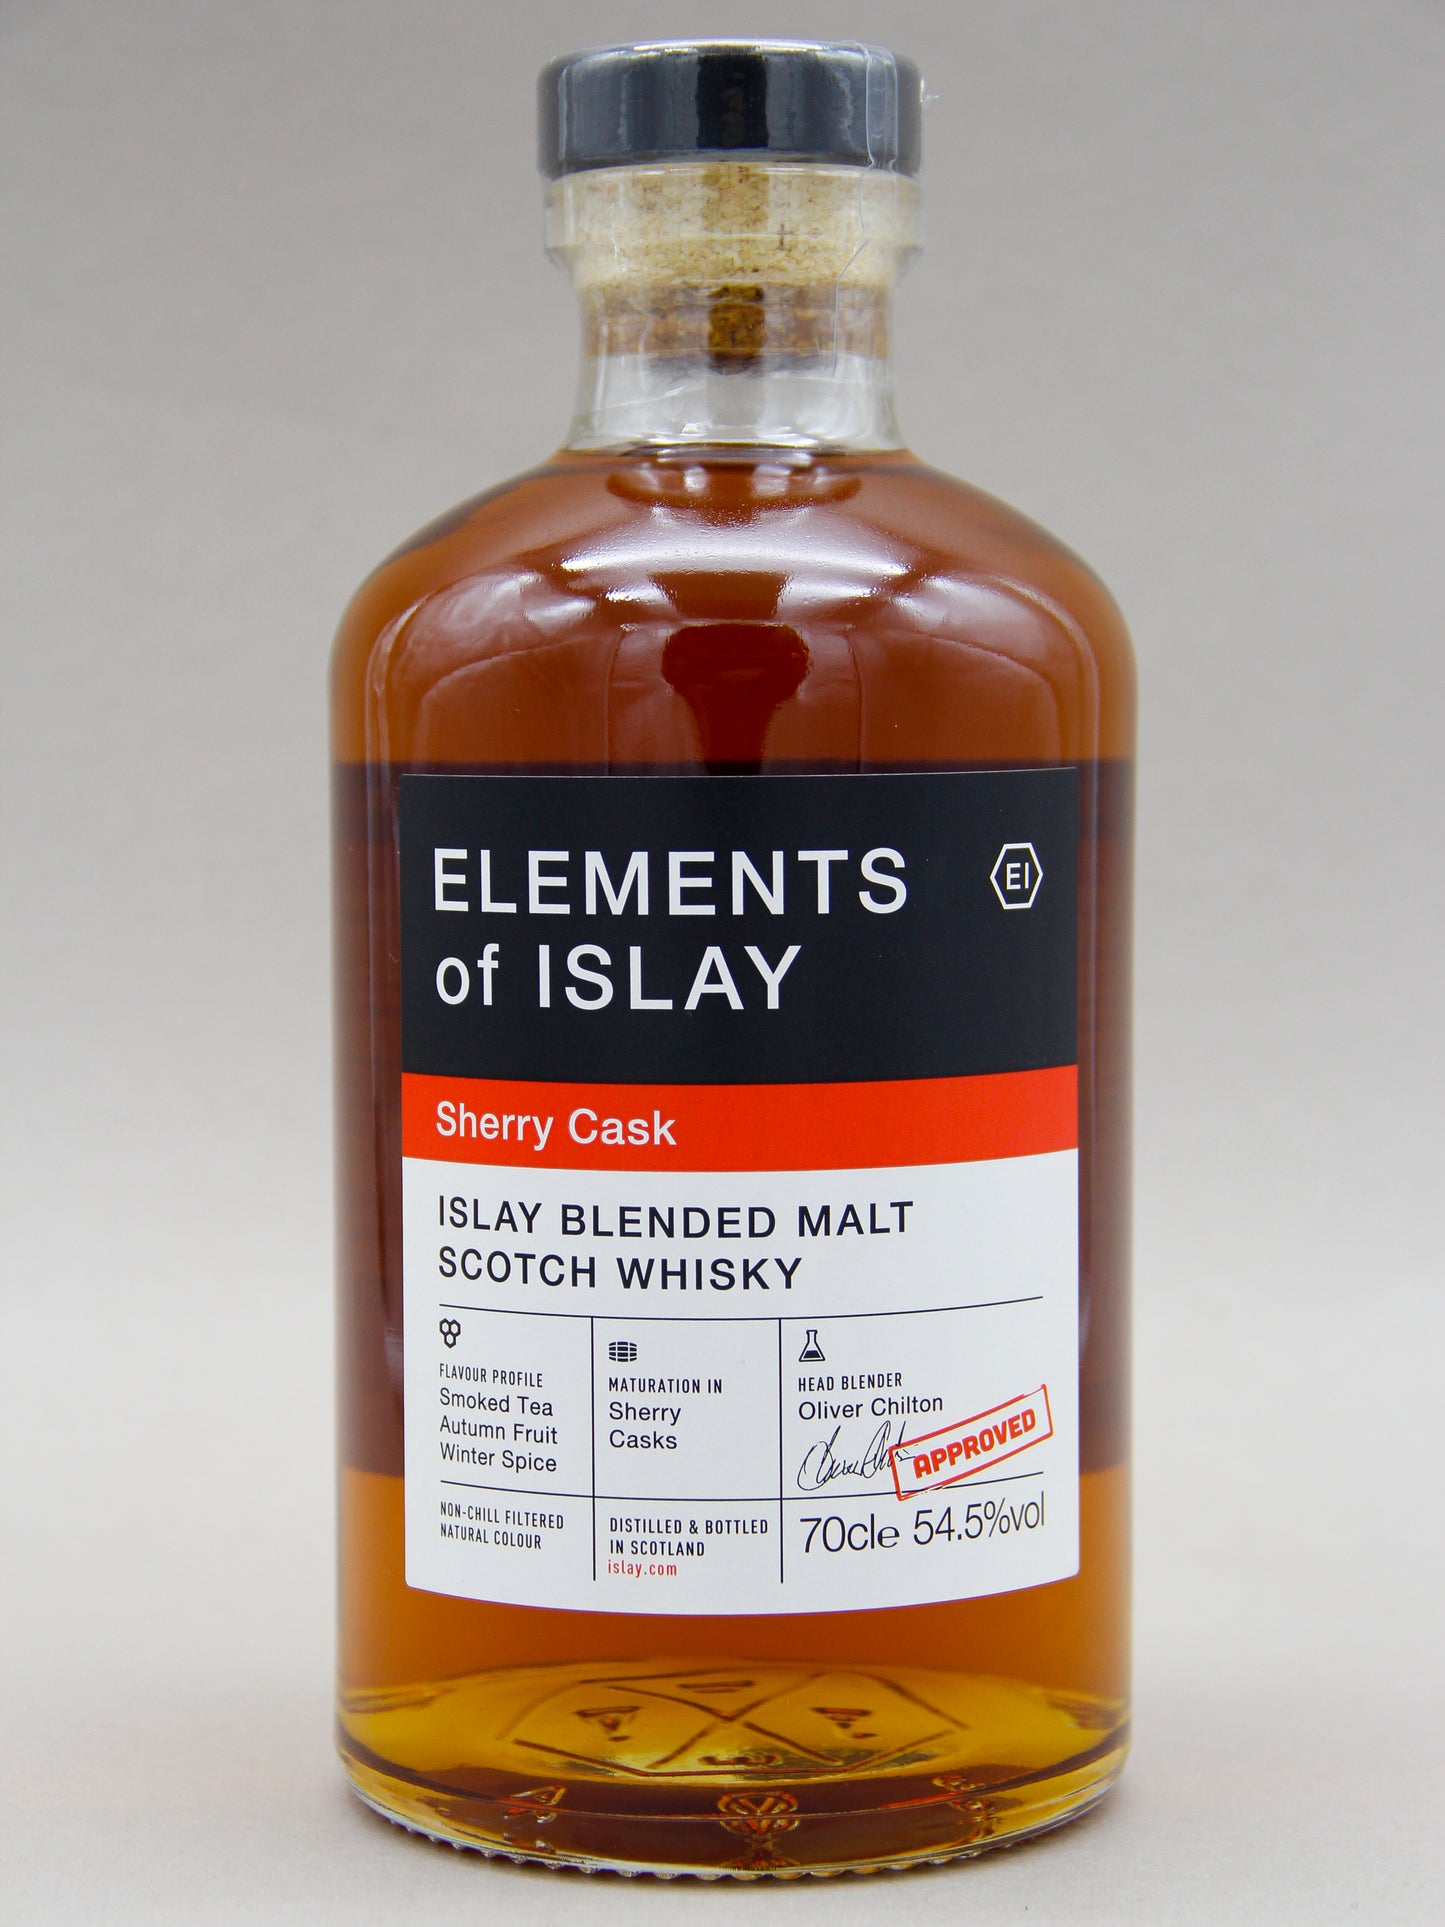 ELEMENTS
of ISLAY
EI
Sherry Cask
ISLAY BLENDED MALT
SCOTCH WHISKY
FLAVOUR PROFILE
Smoked Tea
Autumn Fruit
Winter Spice
MATURATION IN
Sherry
Casks
HEAD BLENDER
Oliver Chilton
APPROVED
NON-CHILL FILTERED
NATURAL COLOUR
DISTILLED & BOTTLED
IN SCOTLAND
islay.com
70cle 54.5%vol